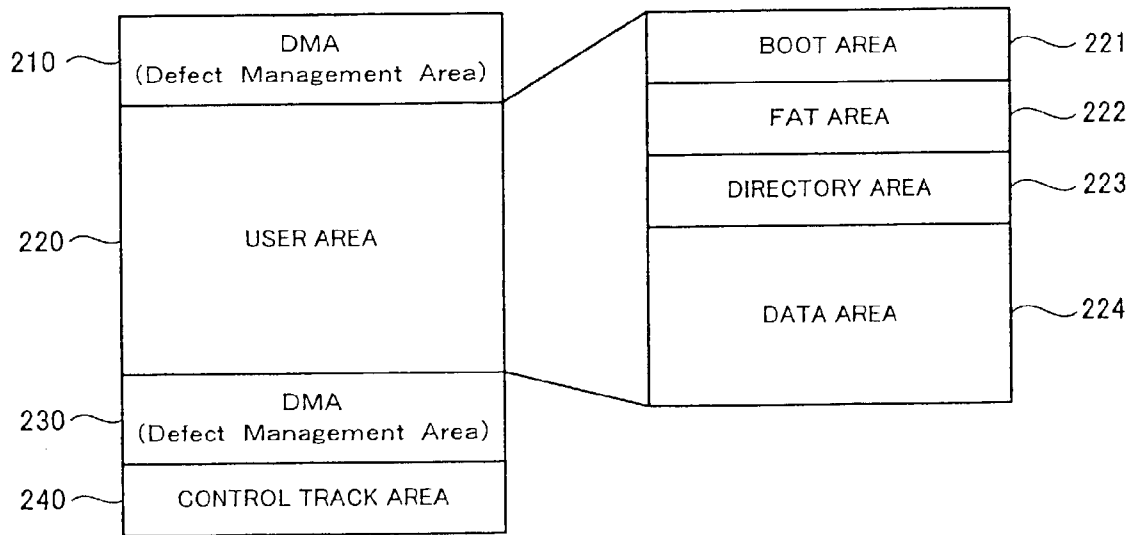 210
DMA
(Defect Management Area)
220
USER AREA
230
DMA
(Defect Management Area)
240
CONTROL TRACK AREA
BOOT AREA
221
FAT AREA
222
DIRECTORY AREA
223
DATA AREA
224